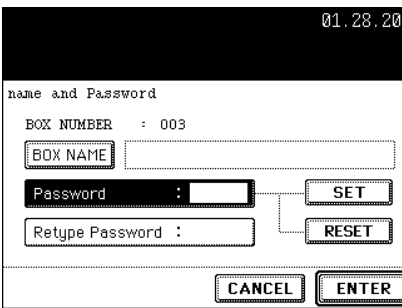 01.28.20
name and Password
BOX NUMBER : 003
BOX NAME
Password : SET
Retype Password : RESET
CANCEL ENTER